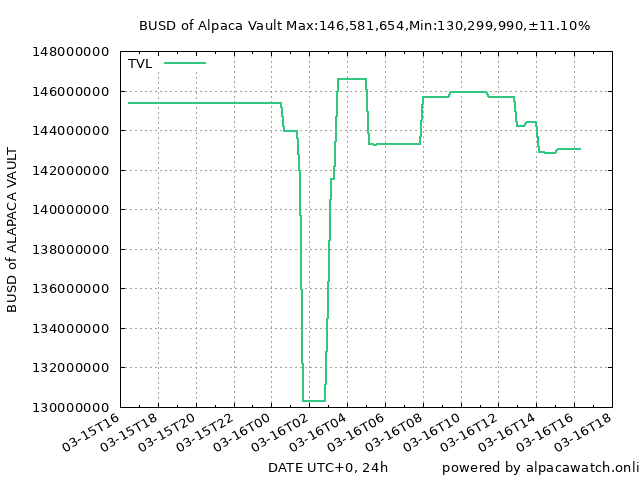 BUSD of Alpaca Vault Max:146,581,654,Min:130,299,990,±11.10%
148000000
TVL
146000000
144000000
142000000
140000000
138000000
136000000
134000000
132000000
130000000
BUSD of ALAPACA VAULT
03-15T16
03-15T18
03-15T20
03-15T22
03-16T00
03-16T02
03-16T04
03-16T06
03-16T08
03-16T10
03-16T12
03-16T14
03-16T16
03-16T18
DATE UTC+0, 24h
powered by alpacawatch.onli